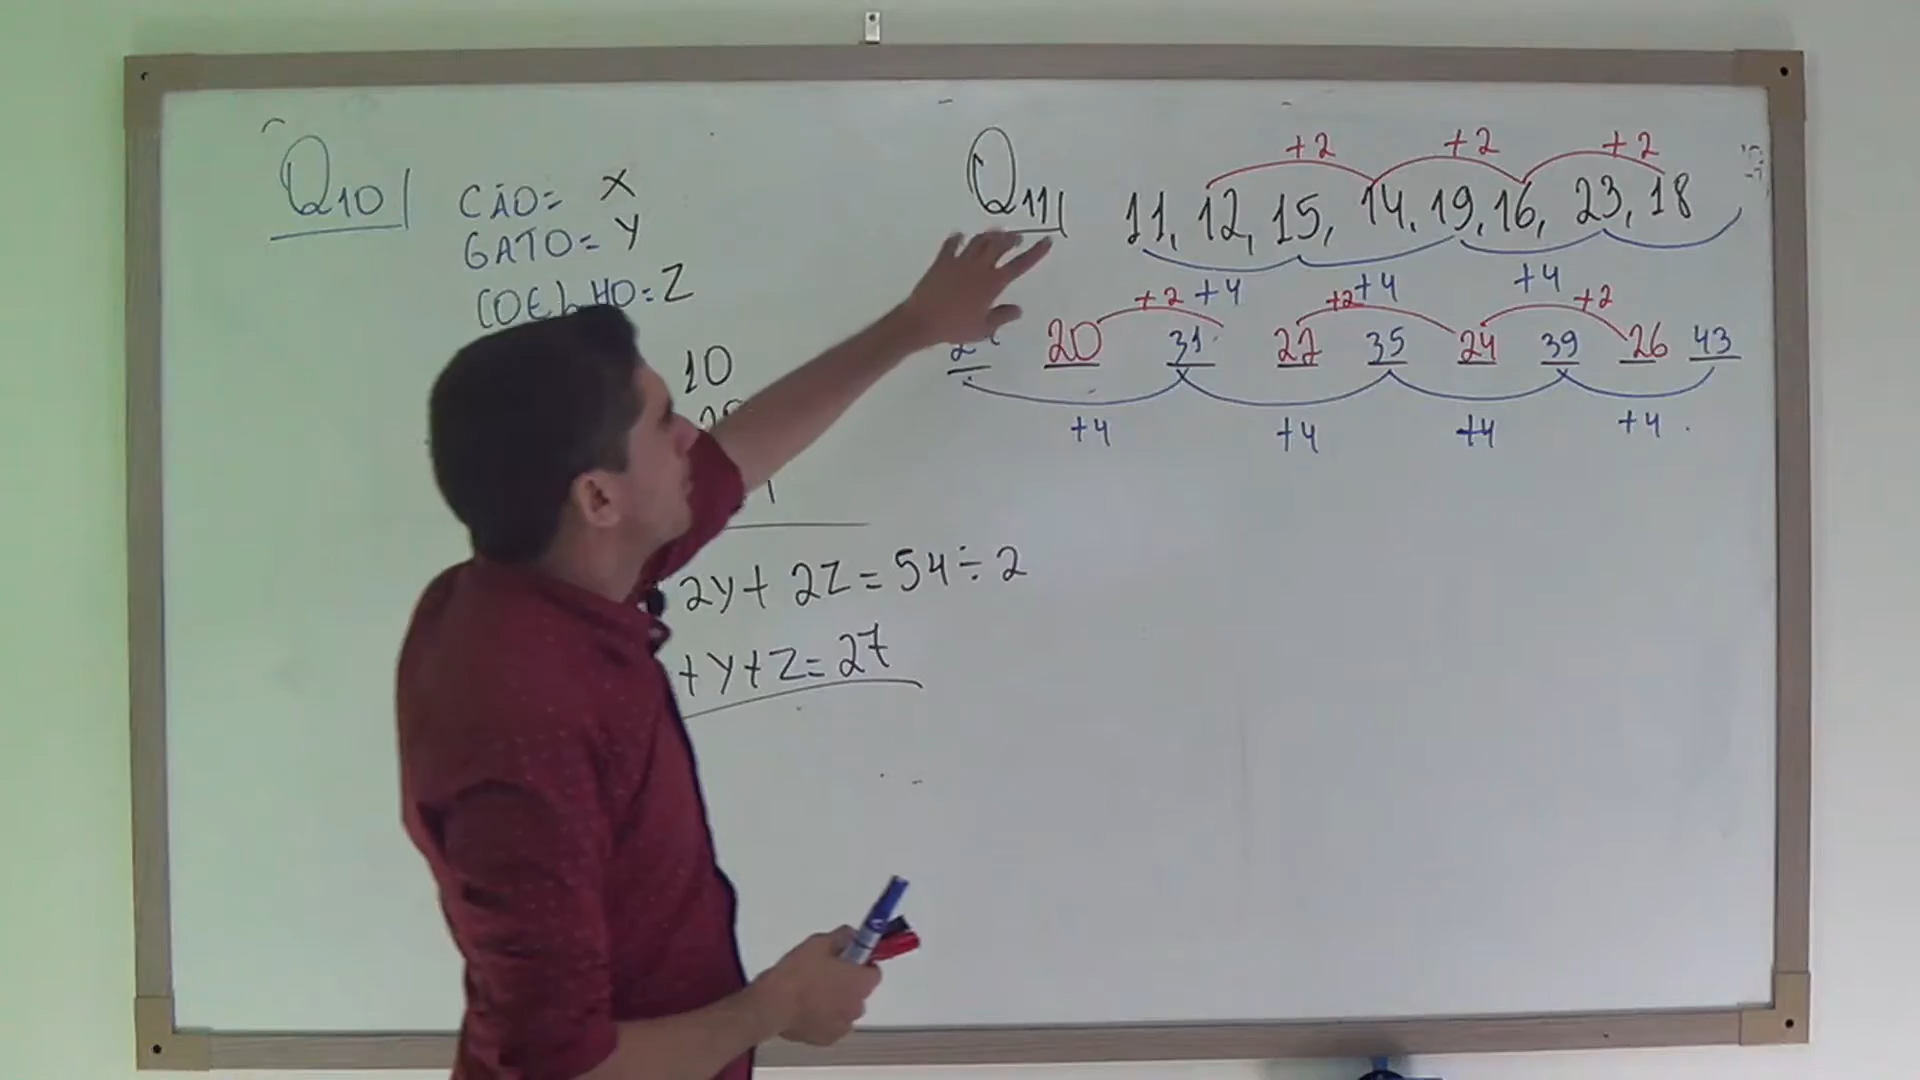 Q10
CÃO= X
GATO= Y
COELHO=Z
10
2Y+ 2Z=54÷2
+Y+Z=27
+2 +2 +2
Q11 11, 12, 15, 14, 19, 16, 23, 18
+4 +4 +4
+2 +2 +2
20 31 22 35 24 39 26 43
+4 +4 +4 +4